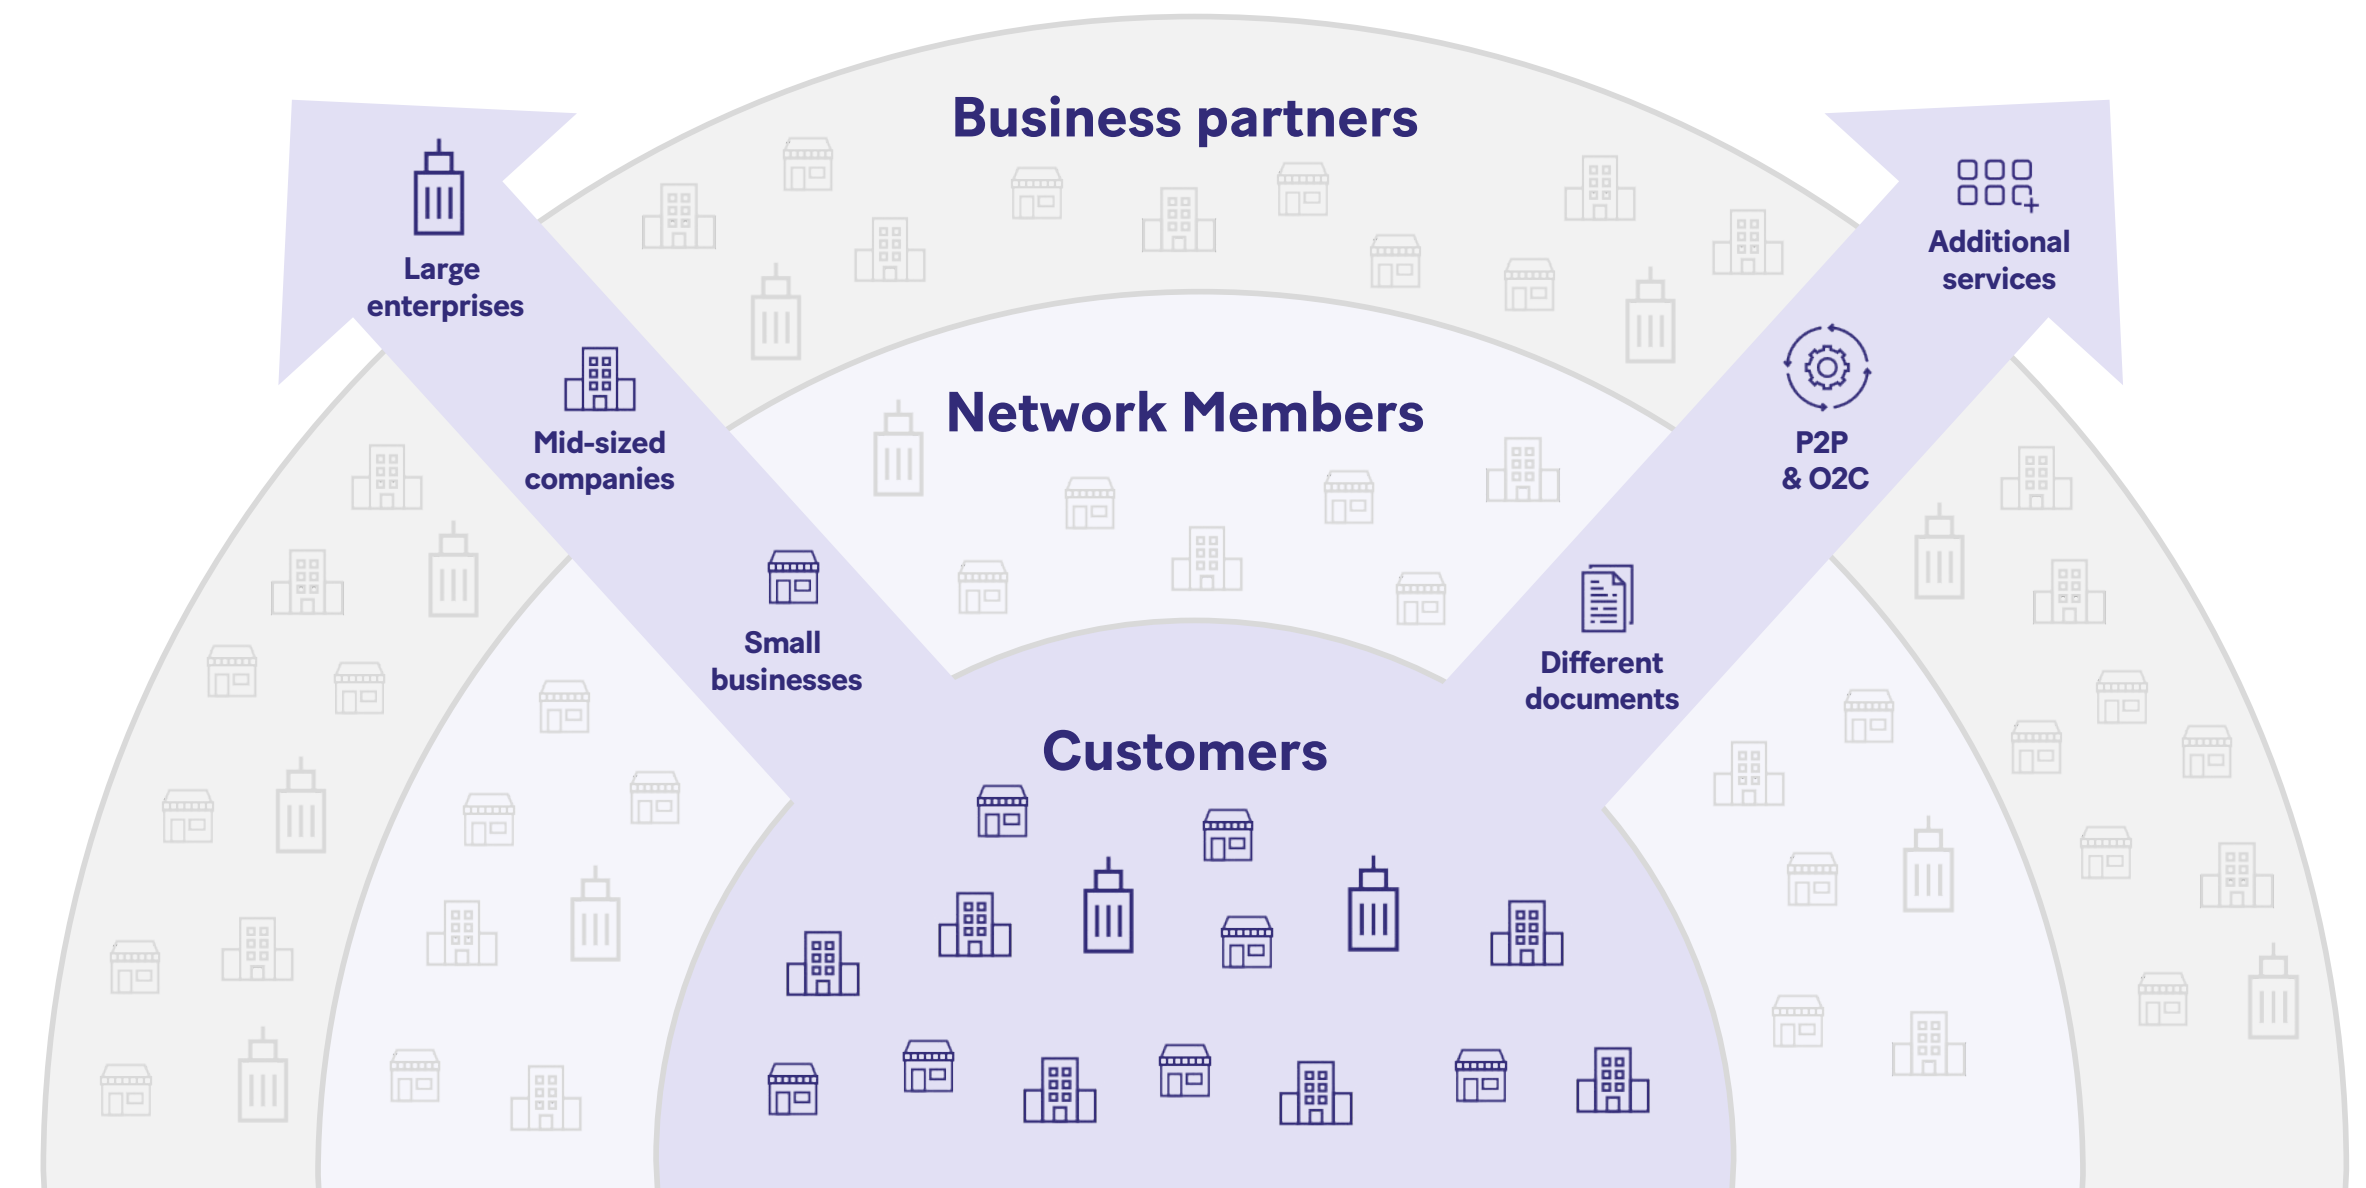 Business partners
Large
enterprises
Additional
services
Network Members
Mid-sized
companies
P2P
& O2C
Small
businesses
Different
documents
Customers